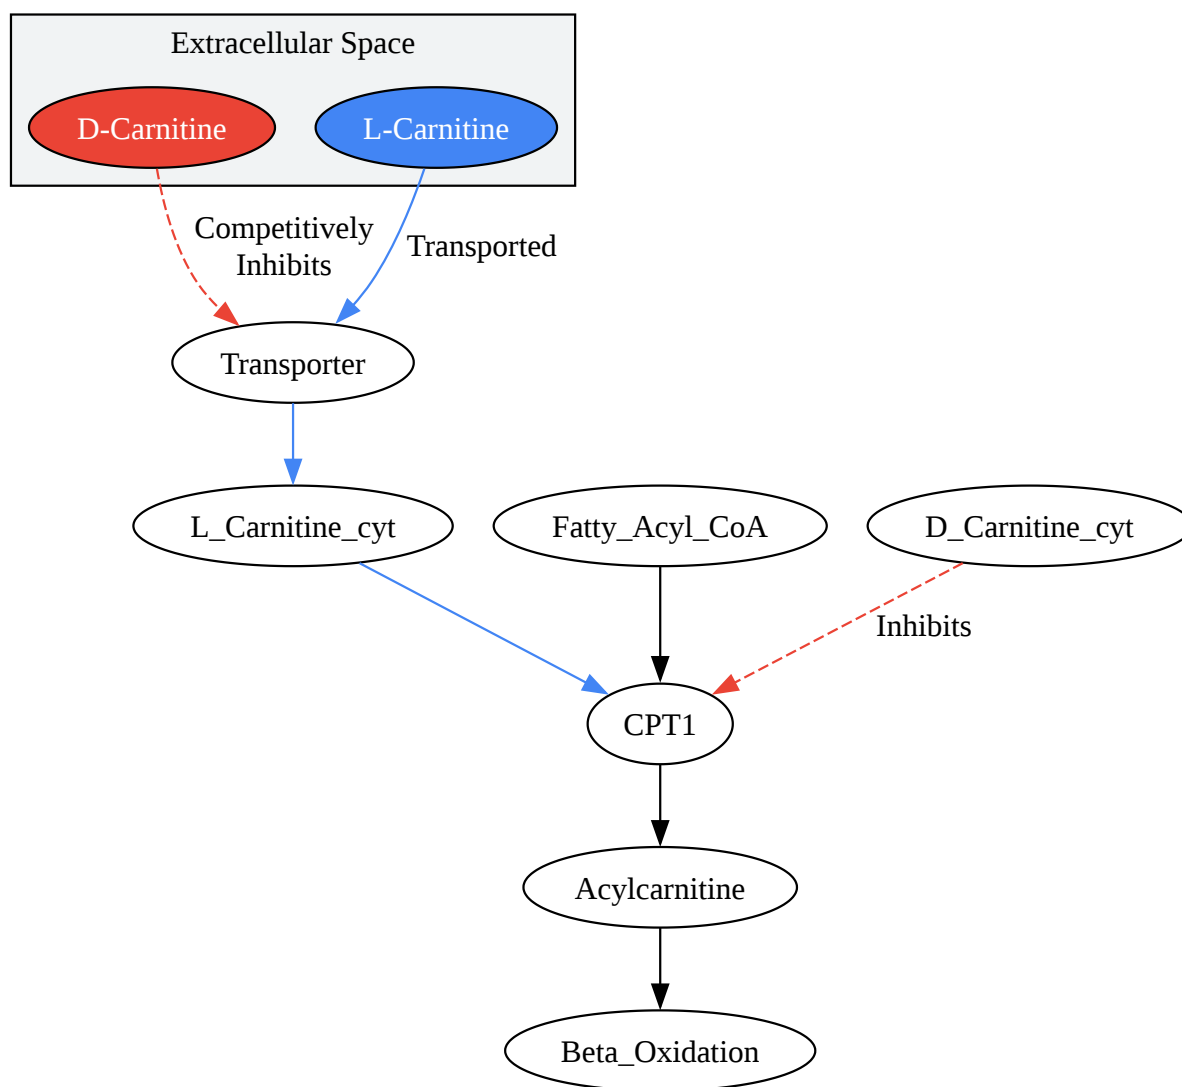 Extracellular Space
D-Carnitine
L-Carnitine
Competitively
Inhibits
Transported
Transporter
L_Carnitine_cyt
Fatty_Acyl_CoA
D_Carnitine_cyt
Inhibits
CPT1
Acylcarnitine
Beta_Oxidation